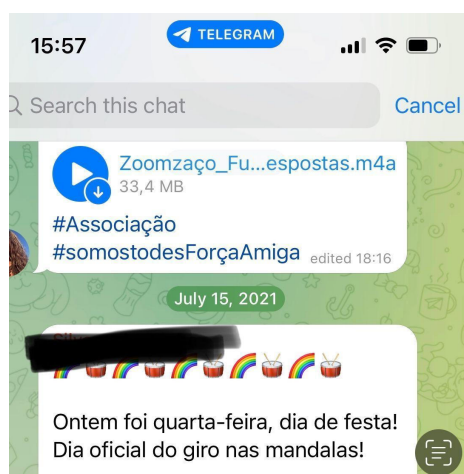 15:57
TELEGRAM
Search this chat
Cancel
Zoomzaço_Fu...espostas.m4a
33,4 MB
#Associação
#somostodesForçaAmiga edited 18:16
July 15, 2021
Ontem foi quarta-feira, dia de festa!
Dia oficial do giro nas mandalas!